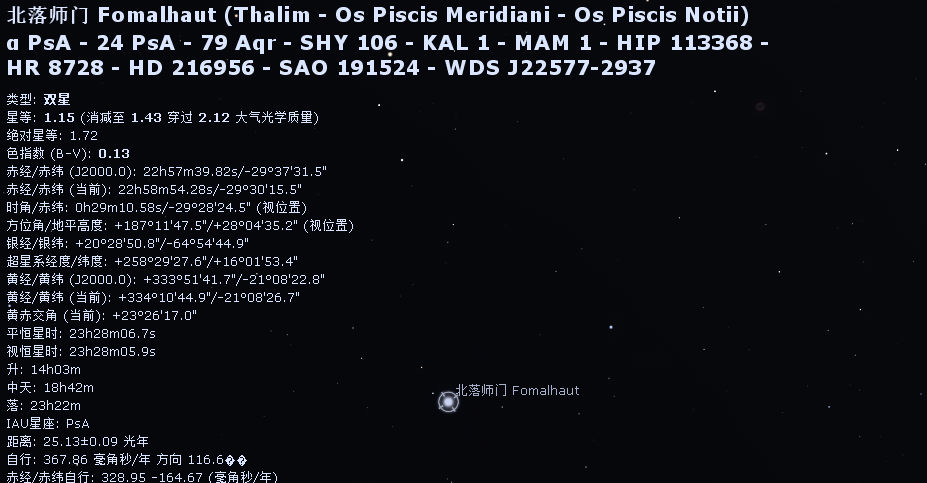 北落师门 Fomalhaut (Thalim - Os Piscis Meridiani - Os Piscis Notii)
α PsA - 24 PsA - 79 Aqr - SHY 106 - KAL 1 - MAM 1 - HIP 113368 -
HR 8728 - HD 216956 - SAO 191524 - WDS J22577-2937
类型: 双星
星等: 1.15 (消减至 1.43 穿过 2.12 大气光学质量)
绝对星等: 1.72
色指数 (B-V): 0.13
赤经/赤纬 (J2000.0): 22h57m39.82s/-29°37'31.5"
赤经/赤纬 (当前): 22h58m54.28s/-29°30'15.5"
时角/赤纬: 0h29m10.58s/-29°28'24.5" (视位置)
方位角/地平高度: +187°11'47.5"/+28°04'35.2" (视位置)
银经/银纬: +20°28'50.8"/-64°54'44.9"
超星系经度/纬度: +258°29'27.6"/+16°01'53.4"
黄经/黄纬 (J2000.0): +333°51'41.7"/-21°08'22.8"
黄经/黄纬 (当前): +334°10'44.9"/-21°08'26.7"
黄赤交角 (当前): +23°26'17.0"
平恒星时: 23h28m06.7s
视恒星时: 23h28m05.9s
升: 14h03m
中天: 18h42m
落: 23h22m
IAU星座: PsA
距离: 25.13±0.09 光年
自行: 367.86 毫角秒/年 方向 116.6��
赤经/赤纬自行: 328.95 -164.67 (毫角秒/年)
北落师门 Fomalhaut